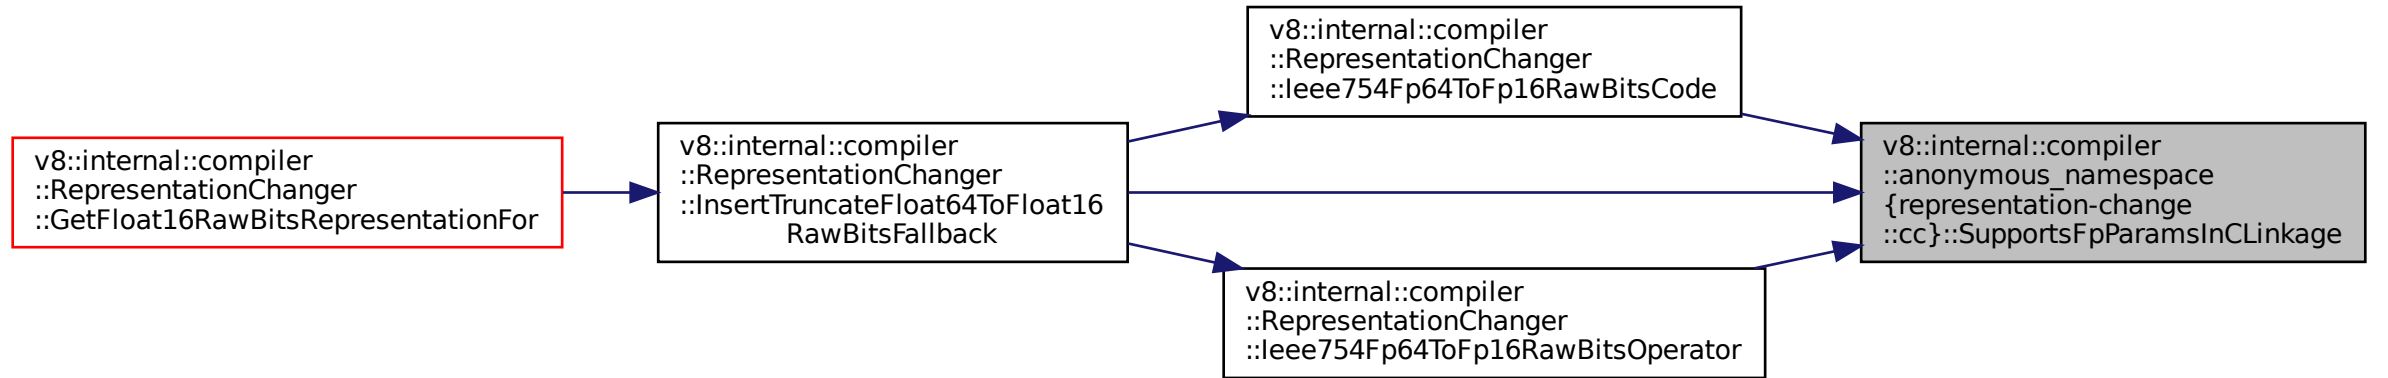 v8::internal::compiler
::RepresentationChanger
::GetFloat16RawBitsRepresentationFor
v8::internal::compiler
::RepresentationChanger
::InsertTruncateFloat64ToFloat16
RawBitsFallback
v8::internal::compiler
::RepresentationChanger
::Ieee754Fp64ToFp16RawBitsCode
v8::internal::compiler
::RepresentationChanger
::Ieee754Fp64ToFp16RawBitsOperator
v8::internal::compiler
::anonymous_namespace
{representation-change
::cc}::SupportsFpParamsInCLinkage